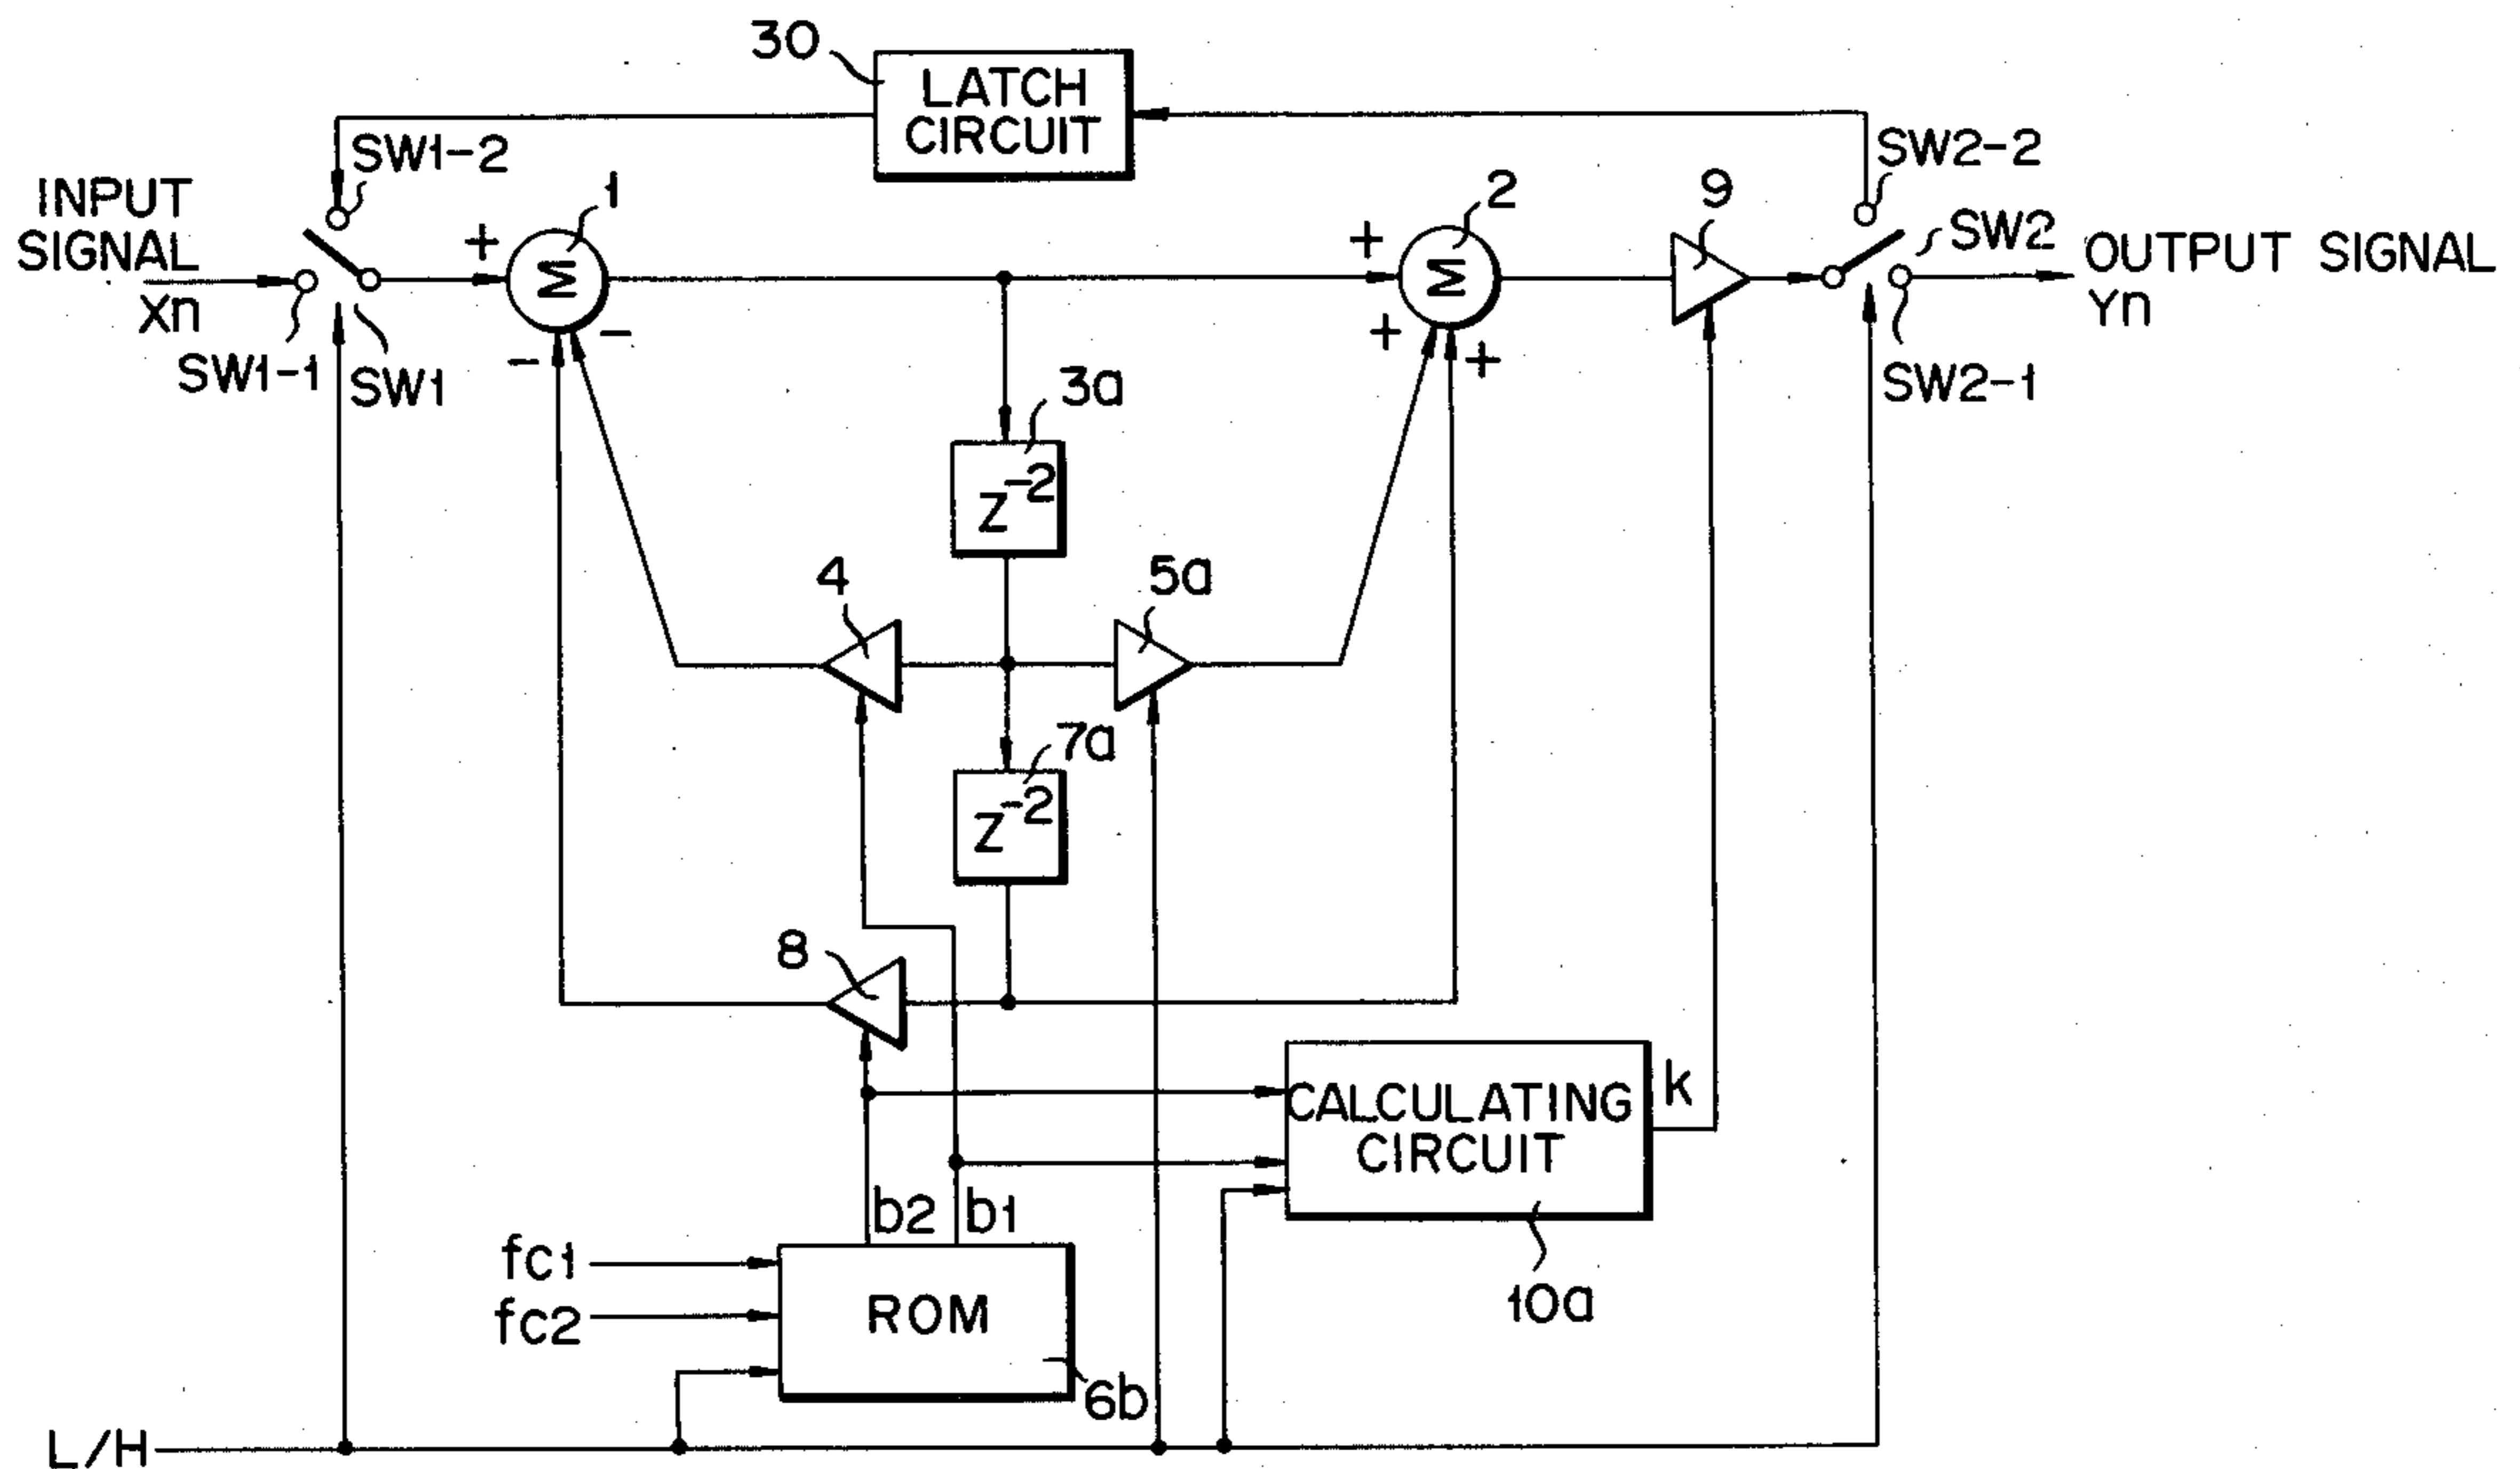 30
LATCH
CIRCUIT
SW1-2
SW2-2
INPUT
SIGNAL
Xn
SW1-1
SW1
+
1
Σ
-
-
+
2
Σ
+
+
9
SW2
OUTPUT SIGNAL
Yn
SW2-1
3a
Z-2
4
5a
7a
Z-2
8
CALCULATING
CIRCUIT
k
10a
b2
b1
fc1
fc2
ROM
6b
L/H